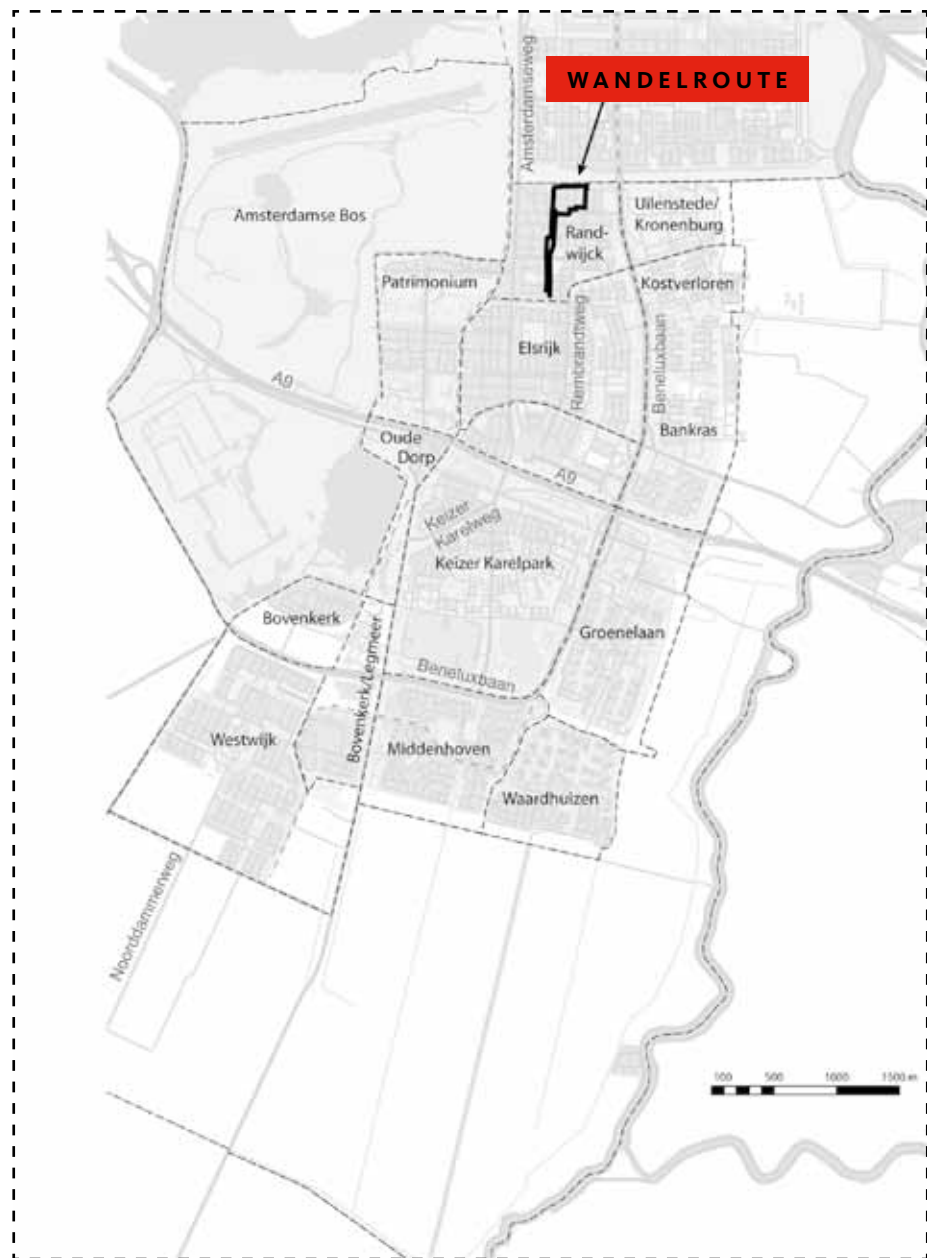 WANDELROUTE
Amsterdamseweg
Amsterdamse Bos
Uilenstede/
Kronenburg
Rand-
wijck
Patrimonium
Kostverloren
Elsrijk
Rembrandtweg
Beneluxbaan
A9
Bankras
Oude
Dorp
A9
Keizer
Karelweg
Keizer Karelpark
Bovenkerk
Groenelaan
Bovenkerk/Legmeer
Beneluxbaan
Westwijk
Middenhoven
Waardhuizen
Noorddammerweg
500 1000 1500 m